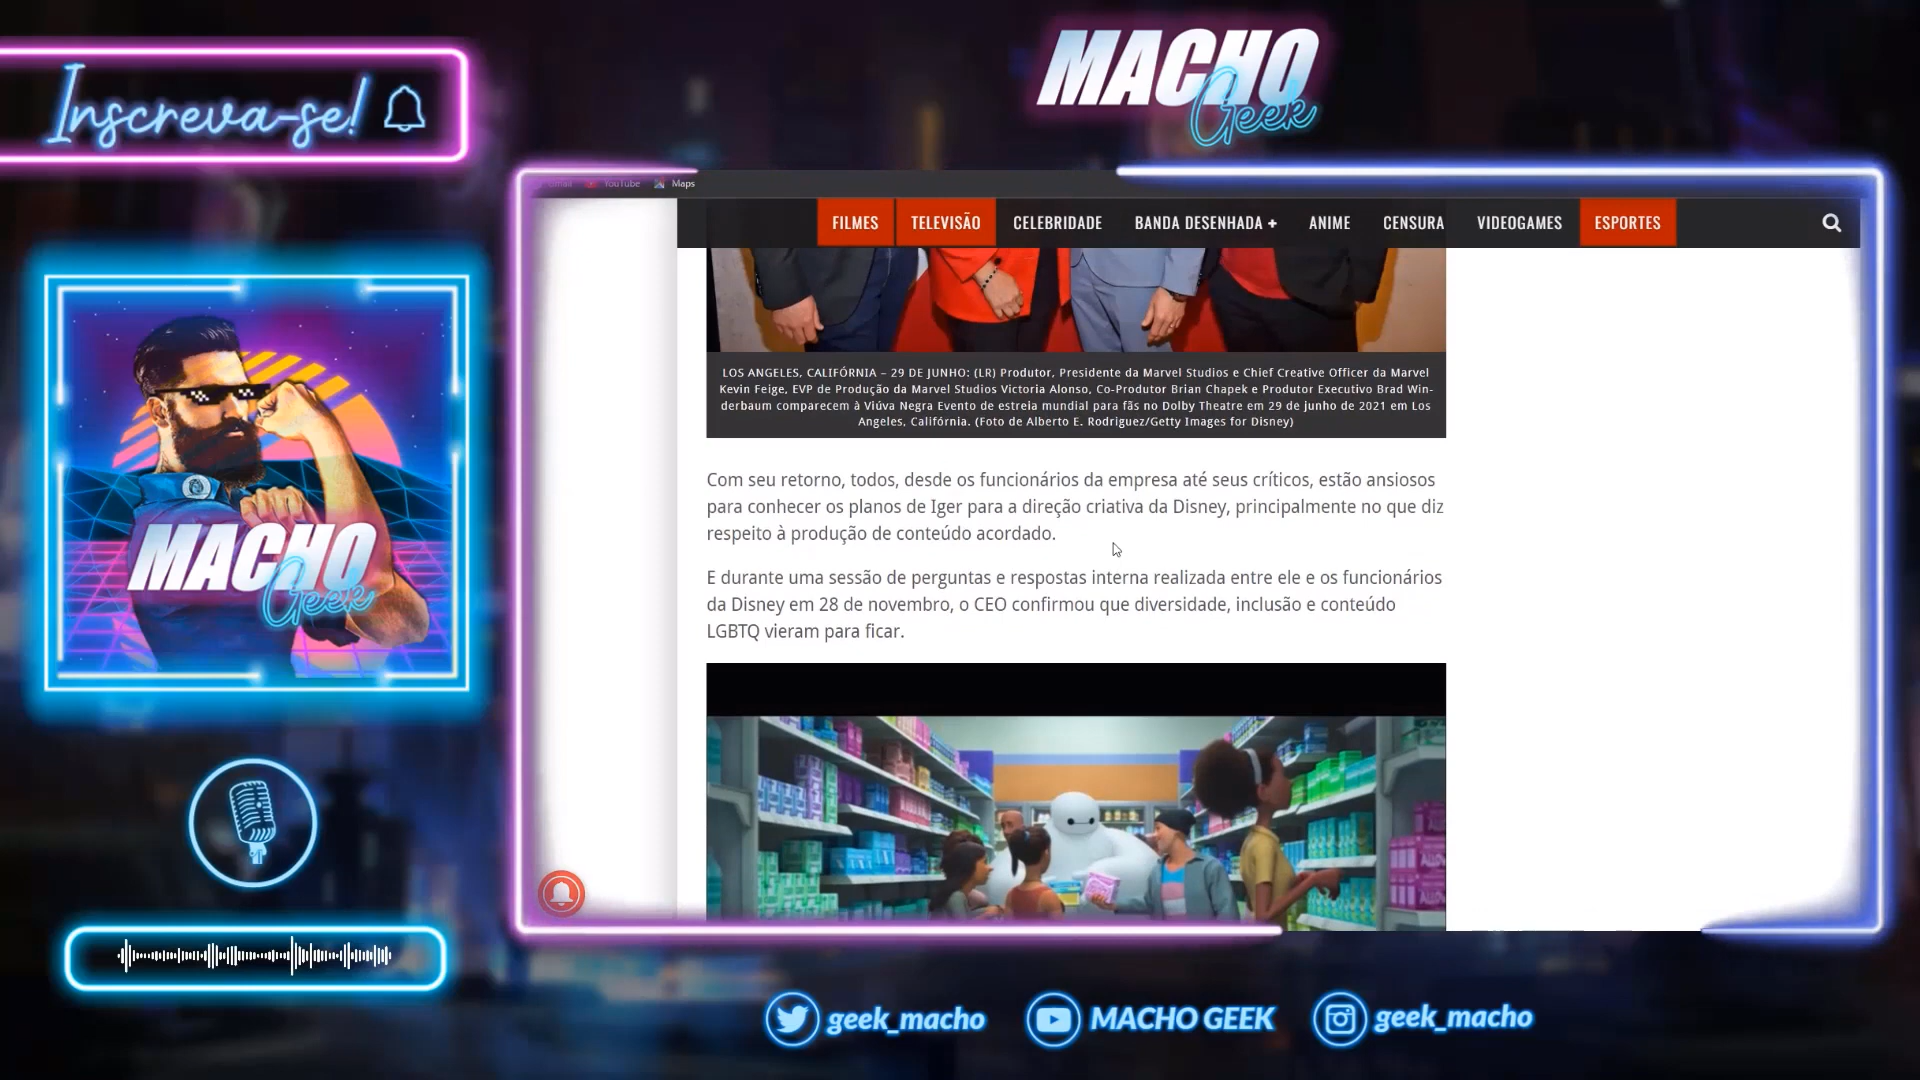 Inscreva-se!
MACHO
Geek
Gmail YouTube Maps
FILMES TELEVISÃO CELEBRIDADE BANDA DESENHADA + ANIME CENSURA VIDEOGAMES ESPORTES
LOS ANGELES, CALIFÓRNIA – 29 DE JUNHO: (LR) Produtor, Presidente da Marvel Studios e Chief Creative Officer da Marvel
Kevin Feige, EVP de Produção da Marvel Studios Victoria Alonso, Co-Produtor Brian Chapek e Produtor Executivo Brad Win-
derbaum comparecem à Viúva Negra Evento de estreia mundial para fãs no Dolby Theatre em 29 de junho de 2021 em Los
Angeles, Califórnia. (Foto de Alberto E. Rodriguez/Getty Images for Disney)
Com seu retorno, todos, desde os funcionários da empresa até seus críticos, estão ansiosos
para conhecer os planos de Iger para a direção criativa da Disney, principalmente no que diz
respeito à produção de conteúdo acordado.
E durante uma sessão de perguntas e respostas interna realizada entre ele e os funcionários
da Disney em 28 de novembro, o CEO confirmou que diversidade, inclusão e conteúdo
LGBTQ vieram para ficar.
MACHO
Geek
geek_macho MACHO GEEK geek_macho